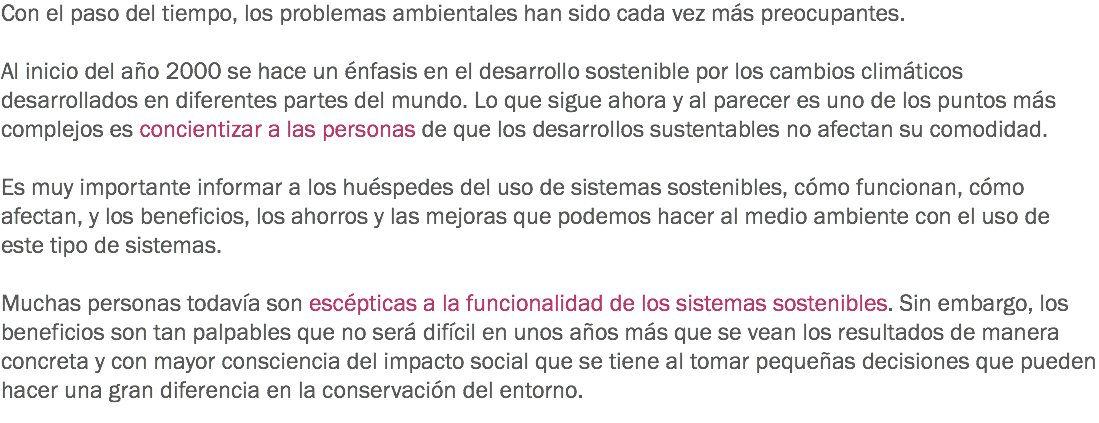 Con el paso del tiempo, los problemas ambientales han sido cada vez más preocupantes.
Al inicio del año 2000 se hace un énfasis en el desarrollo sostenible por los cambios climáticos
desarrollados en diferentes partes del mundo. Lo que sigue ahora y al parecer es uno de los puntos más
complejos es concientizar a las personas de que los desarrollos sustentables no afectan su comodidad.
Es muy importante informar a los huéspedes del uso de sistemas sostenibles, cómo funcionan, cómo
afectan, y los beneficios, los ahorros y las mejoras que podemos hacer al medio ambiente con el uso de
este tipo de sistemas.
Muchas personas todavía son escépticas a la funcionalidad de los sistemas sostenibles. Sin embargo, los
beneficios son tan palpables que no será difícil en unos años más que se vean los resultados de manera
concreta y con mayor consciencia del impacto social que se tiene al tomar pequeñas decisiones que pueden
hacer una gran diferencia en la conservación del entorno.